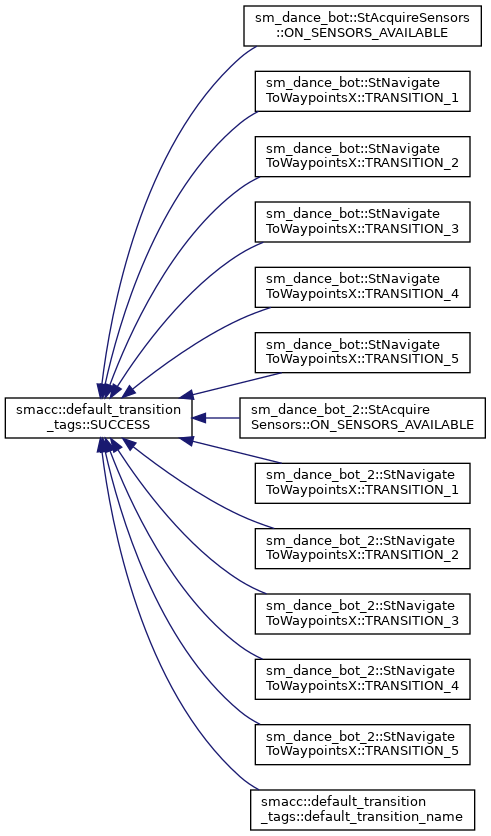 sm_dance_bot::StAcquireSensors
::ON_SENSORS_AVAILABLE
sm_dance_bot::StNavigate
ToWaypointsX::TRANSITION_1
sm_dance_bot::StNavigate
ToWaypointsX::TRANSITION_2
sm_dance_bot::StNavigate
ToWaypointsX::TRANSITION_3
sm_dance_bot::StNavigate
ToWaypointsX::TRANSITION_4
sm_dance_bot::StNavigate
ToWaypointsX::TRANSITION_5
smacc::default_transition
_tags::SUCCESS
sm_dance_bot_2::StAcquire
Sensors::ON_SENSORS_AVAILABLE
sm_dance_bot_2::StNavigate
ToWaypointsX::TRANSITION_1
sm_dance_bot_2::StNavigate
ToWaypointsX::TRANSITION_2
sm_dance_bot_2::StNavigate
ToWaypointsX::TRANSITION_3
sm_dance_bot_2::StNavigate
ToWaypointsX::TRANSITION_4
sm_dance_bot_2::StNavigate
ToWaypointsX::TRANSITION_5
smacc::default_transition
_tags::default_transition_name